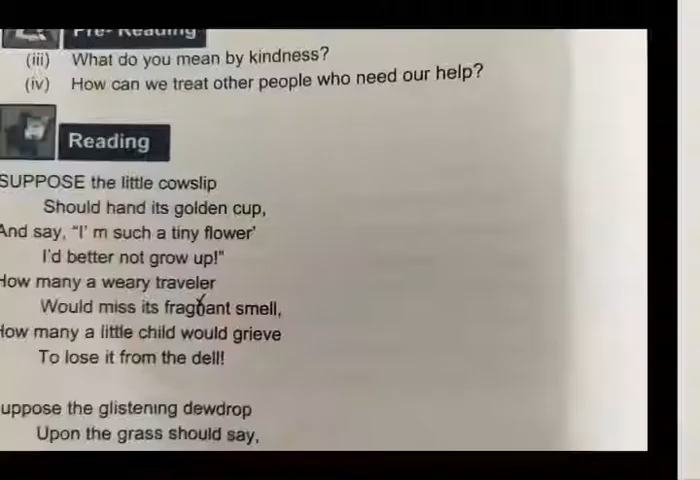 Pre- Reading
(iii) What do you mean by kindness?
(iv) How can we treat other people who need our help?
Reading
SUPPOSE the little cowslip
Should hand its golden cup,
And say, “I’ m such a tiny flower’
I’d better not grow up!"
How many a weary traveler
Would miss its fragrant smell,
How many a little child would grieve
To lose it from the dell!
uppose the glistening dewdrop
Upon the grass should say,